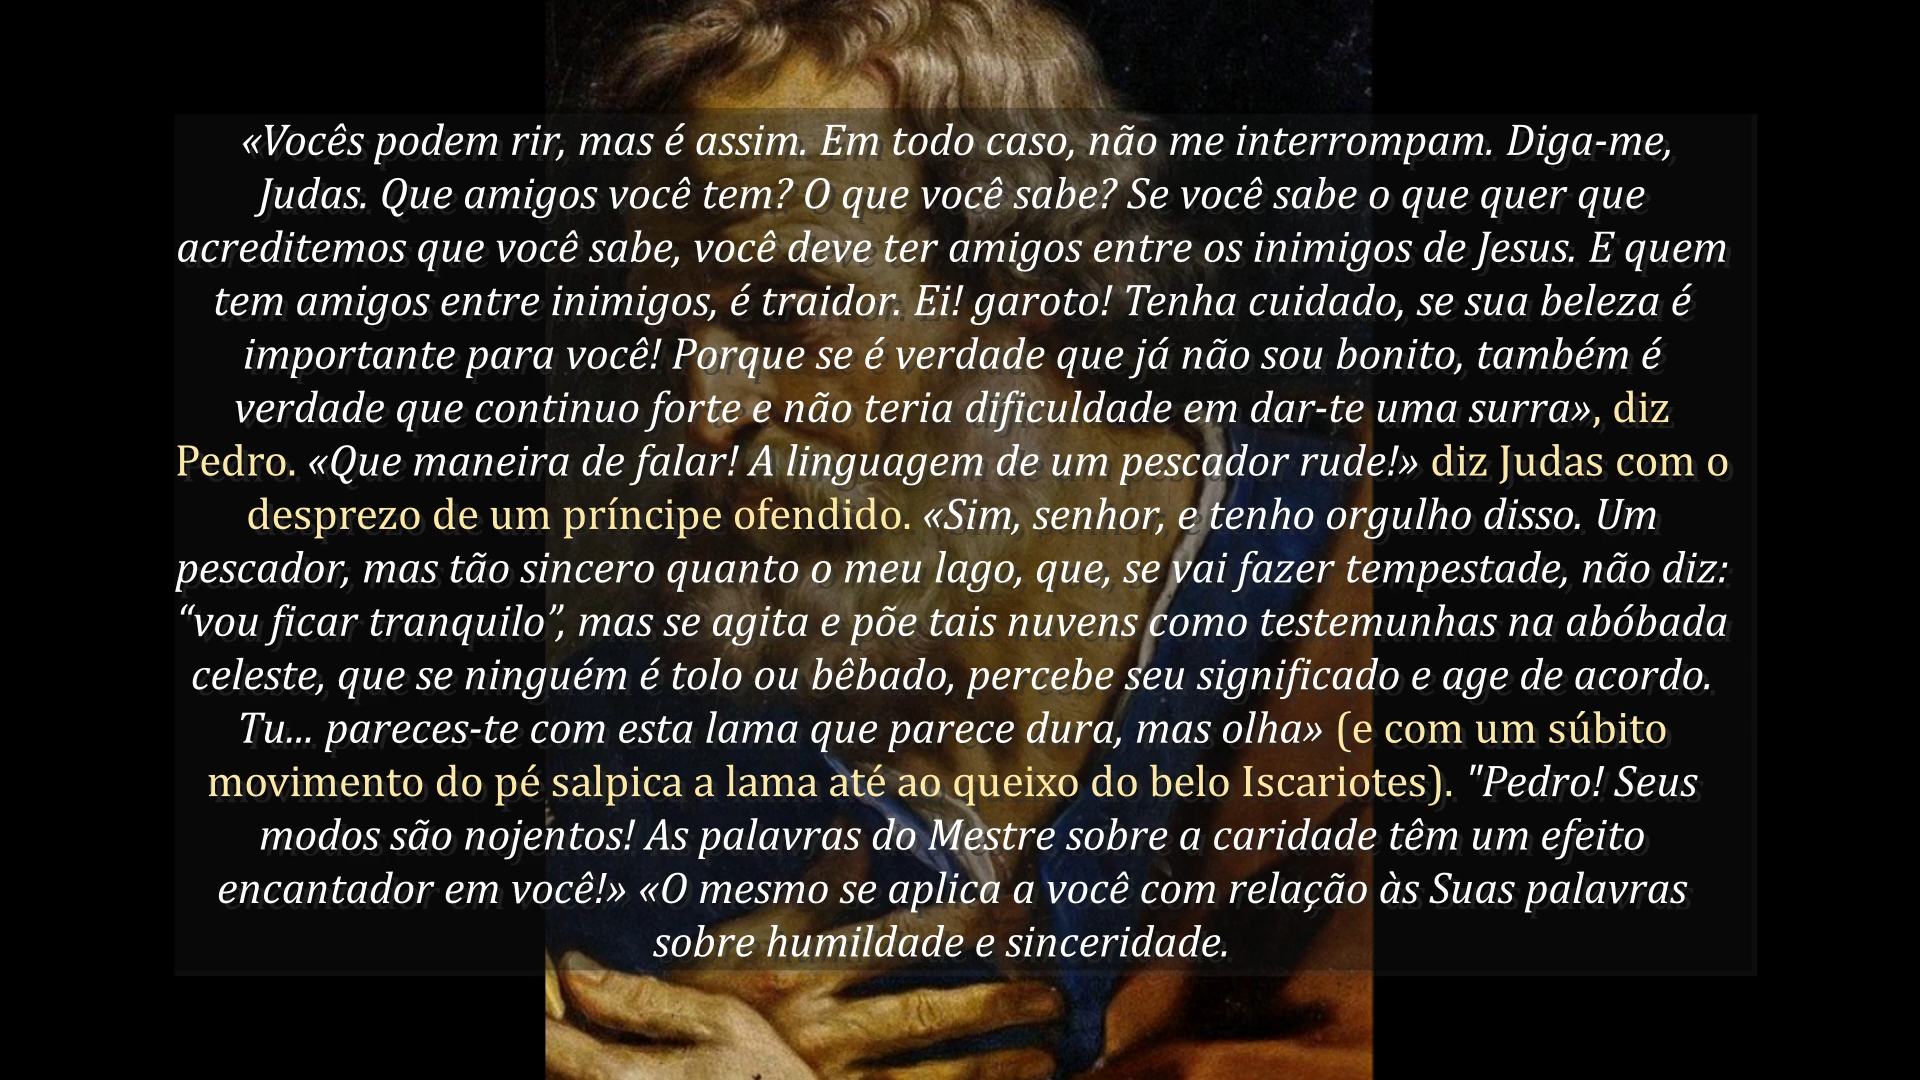 «Vocês podem rir, mas é assim. Em todo caso, não me interrompam. Diga-me,
Judas. Que amigos você tem? O que você sabe? Se você sabe o que quer que
acreditemos que você sabe, você deve ter amigos entre os inimigos de Jesus. E quem
tem amigos entre inimigos, é traidor. Ei! garoto! Tenha cuidado, se sua beleza é
importante para você! Porque se é verdade que já não sou bonito, também é
verdade que continuo forte e não teria dificuldade em dar-te uma surra», diz
Pedro. «Que maneira de falar! A linguagem de um pescador rude!» diz Judas com o
desprezo de um príncipe ofendido. «Sim, senhor, e tenho orgulho disso. Um
pescador, mas tão sincero quanto o meu lago, que, se vai fazer tempestade, não diz:
“vou ficar tranquilo”, mas se agita e põe tais nuvens como testemunhas na abóbada
celeste, que se ninguém é tolo ou bêbado, percebe seu significado e age de acordo.
Tu... pareces-te com esta lama que parece dura, mas olha» (e com um súbito
movimento do pé salpica a lama até ao queixo do belo Iscariotes). "Pedro! Seus
modos são nojentos! As palavras do Mestre sobre a caridade têm um efeito
encantador em você!» «O mesmo se aplica a você com relação às Suas palavras
sobre humildade e sinceridade.